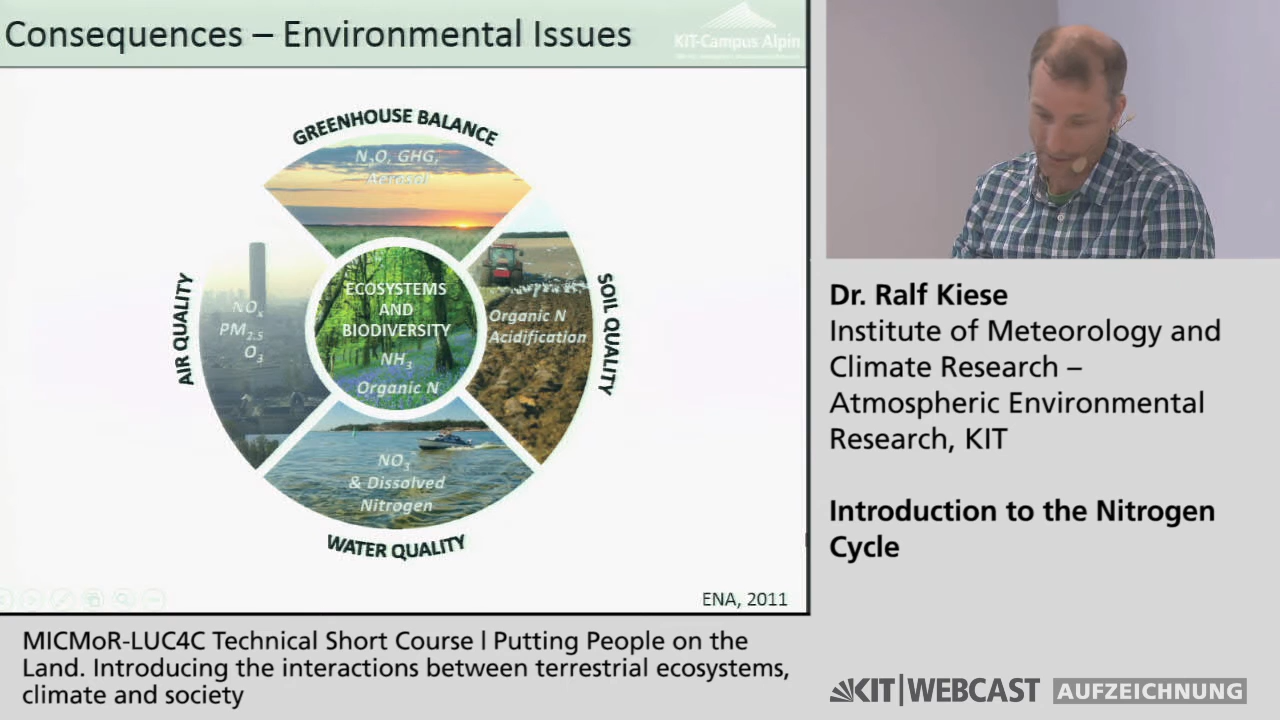 Consequences – Environmental Issues
KIT-Campus Alpin
GREENHOUSE BALANCE
N₂O, GHG,
Aerosol
AIR QUALITY
NOₓ
PM₂.₅
O₃
ECOSYSTEMS
AND
BIODIVERSITY
NH₃
Organic N
Organic N
Acidification
SOIL QUALITY
NO₃
& Dissolved
Nitrogen
WATER QUALITY
ENA, 2011
Dr. Ralf Kiese
Institute of Meteorology and
Climate Research –
Atmospheric Environmental
Research, KIT
Introduction to the Nitrogen
Cycle
MICMoR-LUC4C Technical Short Course | Putting People on the
Land. Introducing the interactions between terrestrial ecosystems,
climate and society
KIT|WEBCAST AUFZEICHNUNG